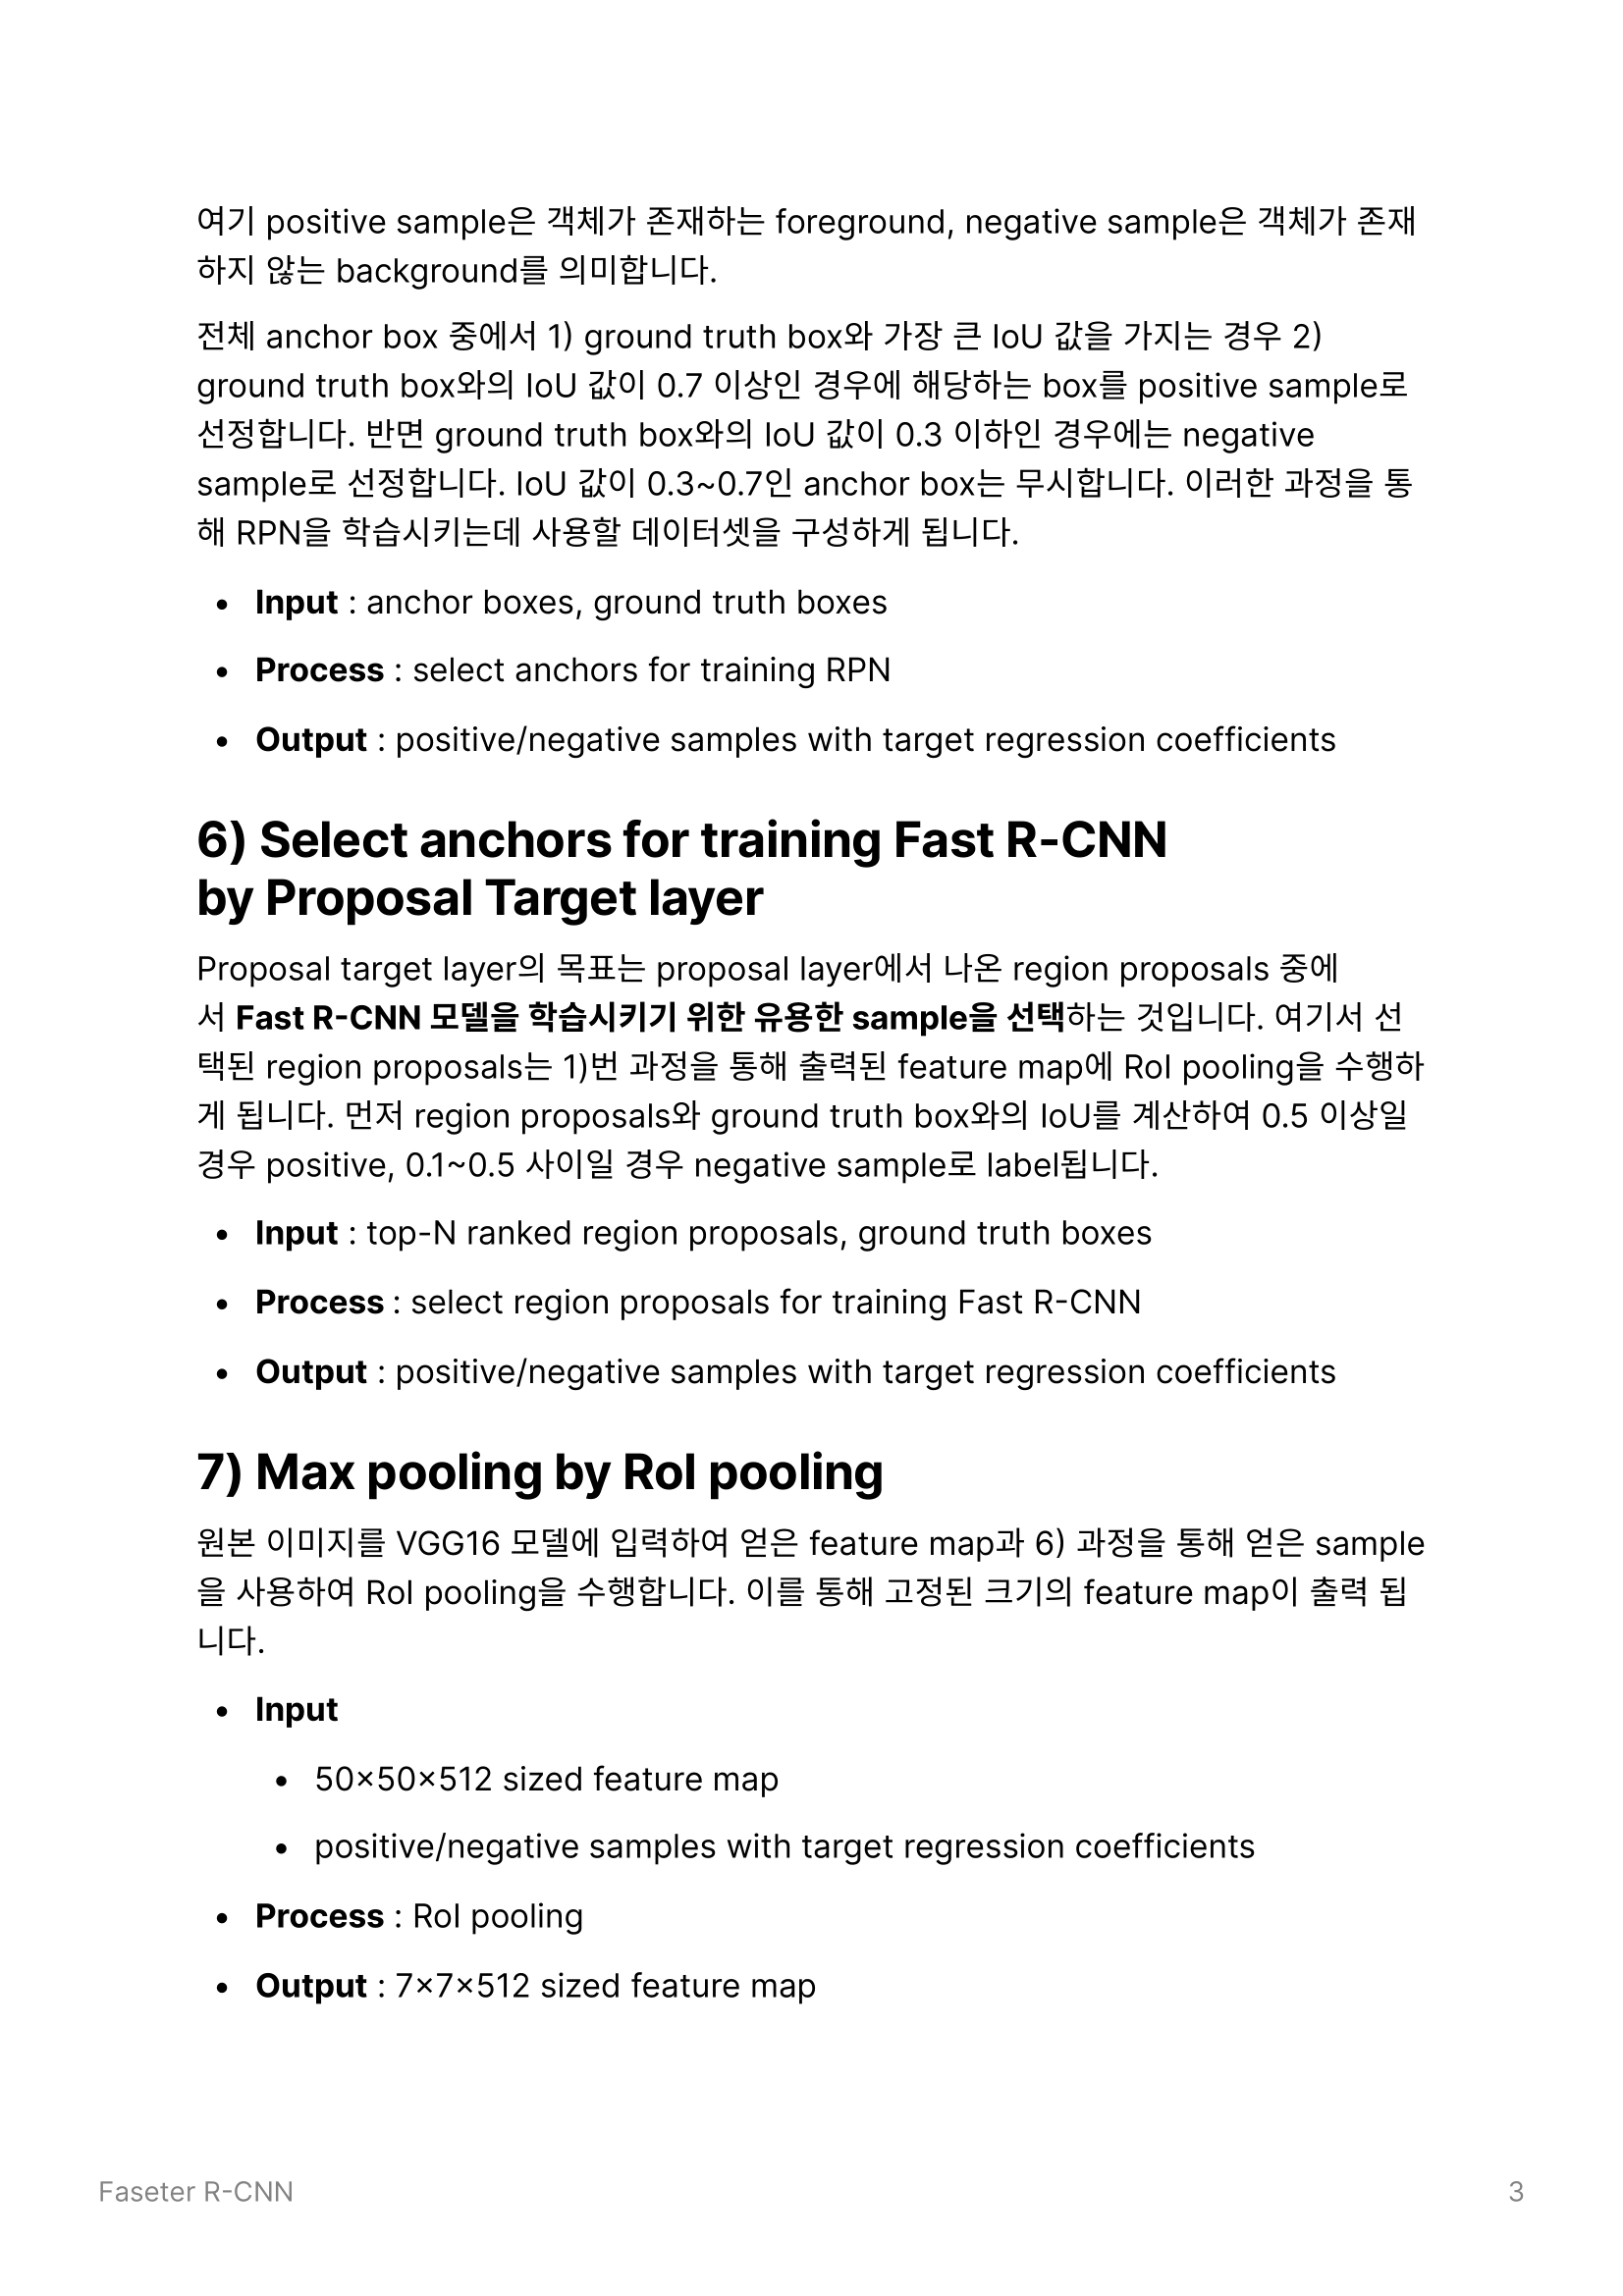 여기 positive sample은 객체가 존재하는 foreground, negative sample은 객체가 존재
하지 않는 background를 의미합니다.
전체 anchor box 중에서 1) ground truth box와 가장 큰 IoU 값을 가지는 경우 2)
ground truth box와의 IoU 값이 0.7 이상인 경우에 해당하는 box를 positive sample로
선정합니다. 반면 ground truth box와의 IoU 값이 0.3 이하인 경우에는 negative
sample로 선정합니다. IoU 값이 0.3~0.7인 anchor box는 무시합니다. 이러한 과정을 통
해 RPN을 학습시키는데 사용할 데이터셋을 구성하게 됩니다.
• Input : anchor boxes, ground truth boxes
• Process : select anchors for training RPN
• Output : positive/negative samples with target regression coefficients
6) Select anchors for training Fast R-CNN
by Proposal Target layer
Proposal target layer의 목표는 proposal layer에서 나온 region proposals 중에
서 Fast R-CNN 모델을 학습시키기 위한 유용한 sample을 선택하는 것입니다. 여기서 선
택된 region proposals는 1)번 과정을 통해 출력된 feature map에 RoI pooling을 수행하
게 됩니다. 먼저 region proposals와 ground truth box와의 IoU를 계산하여 0.5 이상일
경우 positive, 0.1~0.5 사이일 경우 negative sample로 label됩니다.
• Input : top-N ranked region proposals, ground truth boxes
• Process : select region proposals for training Fast R-CNN
• Output : positive/negative samples with target regression coefficients
7) Max pooling by RoI pooling
원본 이미지를 VGG16 모델에 입력하여 얻은 feature map과 6) 과정을 통해 얻은 sample
을 사용하여 RoI pooling을 수행합니다. 이를 통해 고정된 크기의 feature map이 출력 됩
니다.
• Input
• 50×50×512 sized feature map
• positive/negative samples with target regression coefficients
• Process : RoI pooling
• Output : 7×7×512 sized feature map
Faseter R-CNN
3